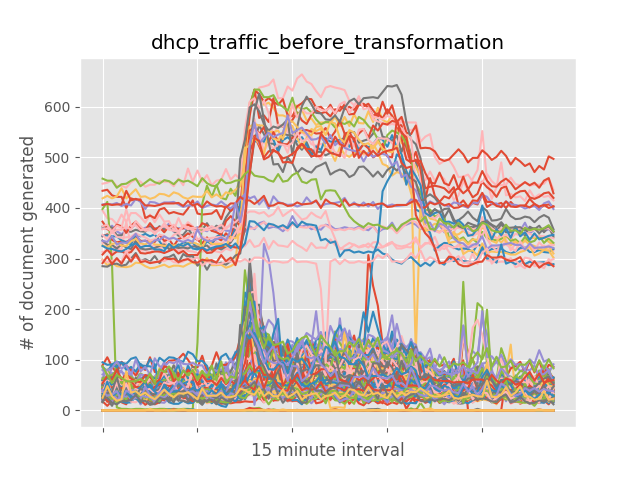 dhcp_traffic_before_transformation
600
500
400
300
200
100
0
# of document generated
15 minute interval